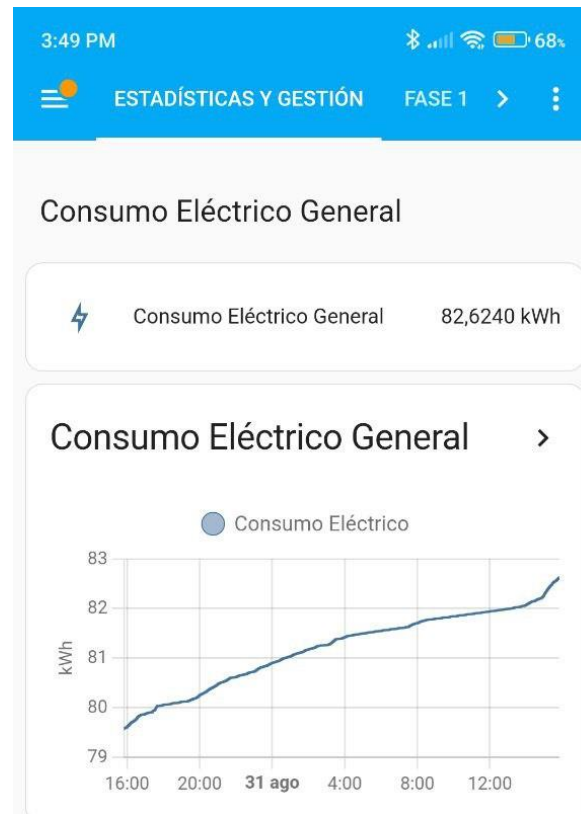 3:49 PM 68%
ESTADÍSTICAS Y GESTIÓN FASE 1
Consumo Eléctrico General
Consumo Eléctrico General 82,6240 kWh
Consumo Eléctrico General
Consumo Eléctrico
83
82
81
80
79
kWh
16:00 20:00 31 ago 4:00 8:00 12:00